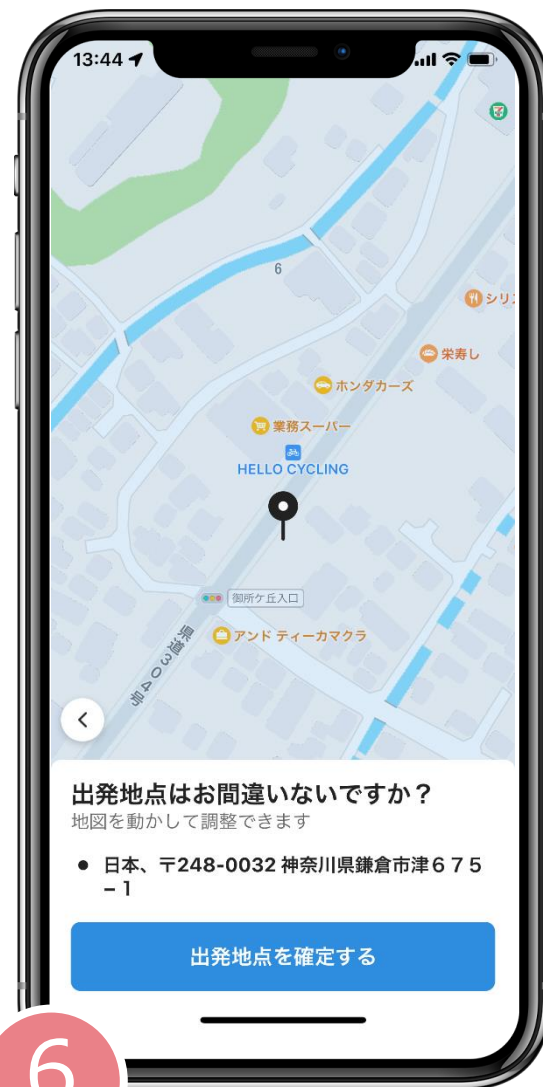 13:44
6
シリ
栄寿し
ホンダカーズ
業務スーパー
HELLO CYCLING
御所ケ丘入口
アンド ティーカマクラ
県道304号
出発地点はお間違いないですか？
地図を動かして調整できます
● 日本、〒248-0032 神奈川県鎌倉市津６７５
−１
出発地点を確定する
6